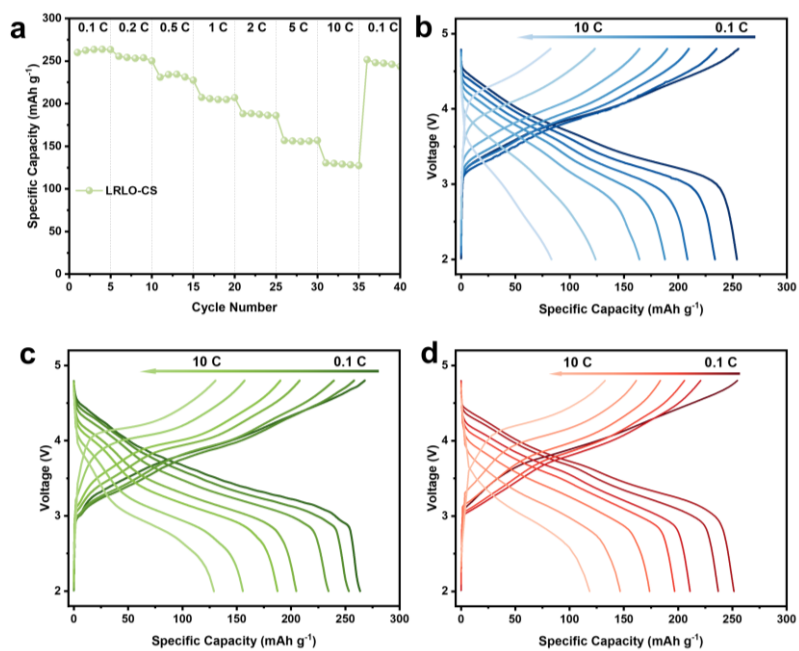 a
0.1 C 0.2 C 0.5 C 1 C 2 C 5 C 10 C 0.1 C
300
250
200
150
100
50
0
Specific Capacity (mAh g⁻¹)
LRLO-CS
0 5 10 15 20 25 30 35 40
Cycle Number
b
10 C 0.1 C
5
4
3
2
Voltage (V)
0 50 100 150 200 250 300
Specific Capacity (mAh g⁻¹)
c
10 C 0.1 C
5
4
3
2
Voltage (V)
0 50 100 150 200 250 300
Specific Capacity (mAh g⁻¹)
d
10 C 0.1 C
5
4
3
2
Voltage (V)
0 50 100 150 200 250 300
Specific Capacity (mAh g⁻¹)